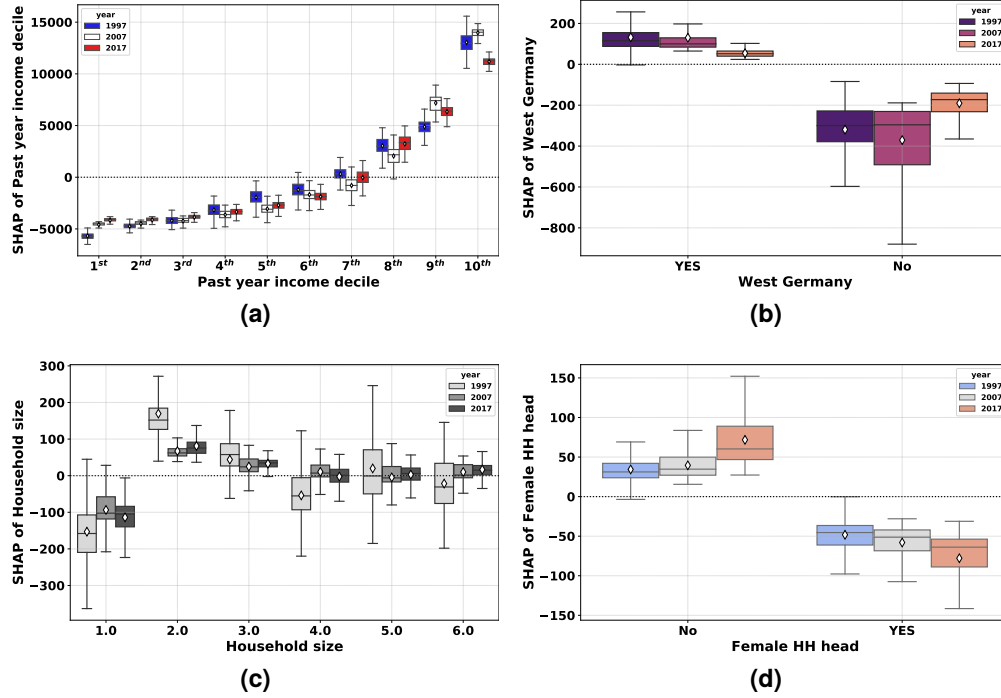 year
1997
2007
2017
15000
10000
5000
0
−5000
SHAP of Past year income decile
1st 2nd 3rd 4th 5th 6th 7th 8th 9th 10th
Past year income decile
(a)
year
1997
2007
2017
200
0
−200
−400
−600
−800
SHAP of West Germany
YES No
West Germany
(b)
year
1997
2007
2017
300
200
100
0
−100
−200
−300
SHAP of Household size
1.0 2.0 3.0 4.0 5.0 6.0
Household size
(c)
year
1997
2007
2017
150
100
50
0
−50
−100
−150
SHAP of Female HH head
No YES
Female HH head
(d)